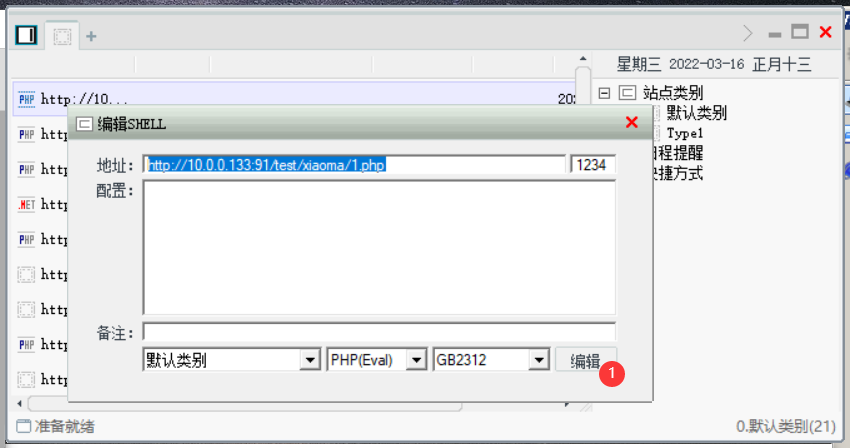 +
星期三 2022-03-16 正月十三
PHP http://10... 202
站点类别
默认类别
Type1
程提醒
捷方式
编辑SHELL
地址: http://10.0.0.133:91/test/xiaoma/1.php 1234
配置:
备注:
默认类别 PHP(Eval) GB2312 编辑
1
PHP http
PHP http
.NET http
PHP http
http
http
PHP http
http
准备就绪 0.默认类别(21)